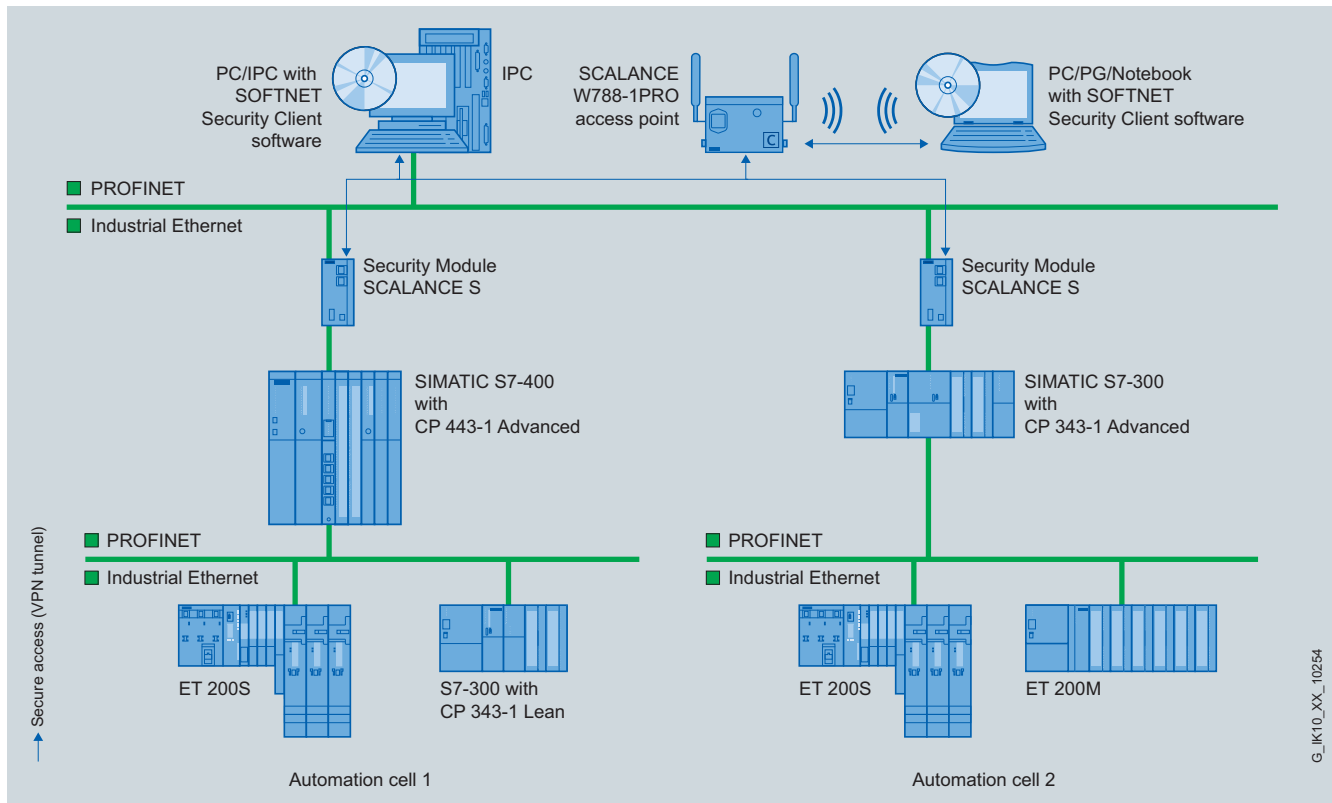 PC/IPC with
SOFTNET
Security Client
software
IPC
SCALANCE
W788-1PRO
access point
C
PC/PG/Notebook
with SOFTNET
Security Client software
PROFINET
Industrial Ethernet
Security Module
SCALANCE S
Security Module
SCALANCE S
SIMATIC S7-400
with
CP 443-1 Advanced
SIMATIC S7-300
with
CP 343-1 Advanced
PROFINET
Industrial Ethernet
PROFINET
Industrial Ethernet
ET 200S
S7-300 with
CP 343-1 Lean
ET 200S
ET 200M
Automation cell 1
Automation cell 2
Secure access (VPN tunnel)
G_IK10_XX_10254